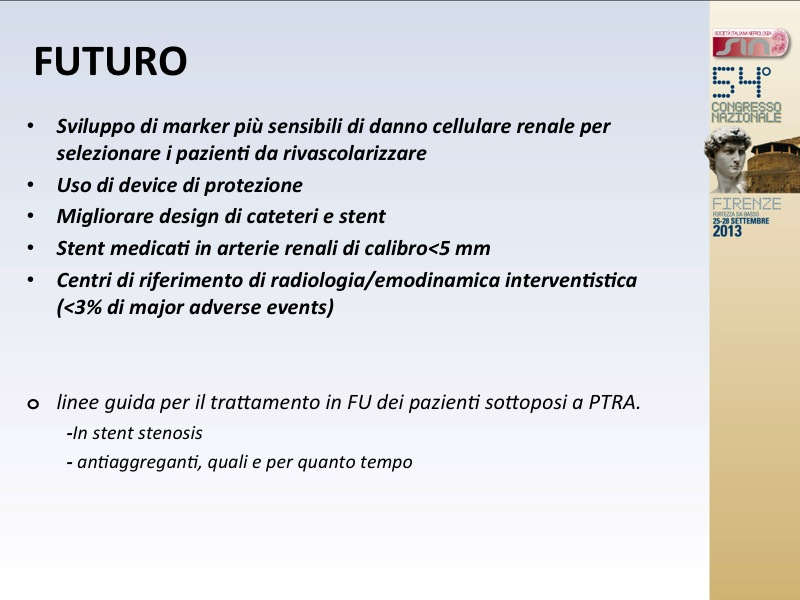 FUTURO
• Sviluppo di marker più sensibili di danno cellulare renale per
selezionare i pazienti da rivascolarizzare
• Uso di device di protezione
• Migliorare design di cateteri e stent
• Stent medicati in arterie renali di calibro<5 mm
• Centri di riferimento di radiologia/emodinamica interventistica
(<3% di major adverse events)
o linee guida per il trattamento in FU dei pazienti sottoposi a PTRA.
-In stent stenosis
- antiaggreganti, quali e per quanto tempo
SOCIETÀ ITALIANA NEFROLOGIA
SIN
54°
CONGRESSO
NAZIONALE
FIRENZE
FORTEZZA DA BASSO
25-28 SETTEMBRE
2013